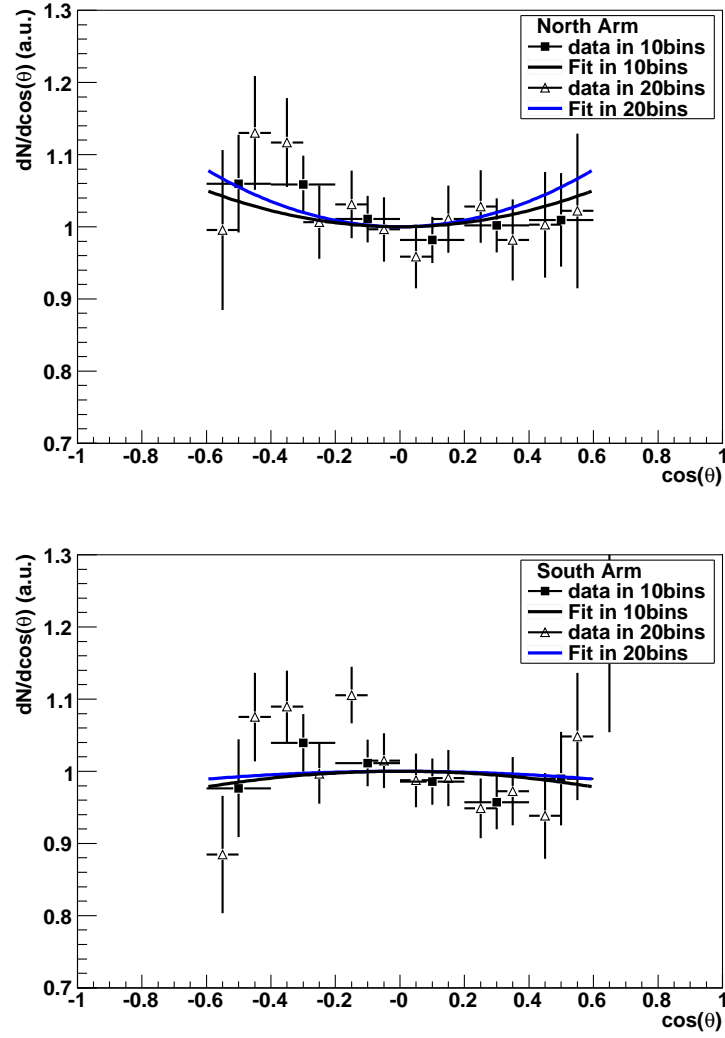 dN/dcos(θ) (a.u.)
1.3
1.2
1.1
1
0.9
0.8
0.7
North Arm
data in 10bins
Fit in 10bins
data in 20bins
Fit in 20bins
-1 -0.8 -0.6 -0.4 -0.2 -0 0.2 0.4 0.6 0.8 1
cos(θ)
dN/dcos(θ) (a.u.)
1.3
1.2
1.1
1
0.9
0.8
0.7
South Arm
data in 10bins
Fit in 10bins
data in 20bins
Fit in 20bins
-1 -0.8 -0.6 -0.4 -0.2 -0 0.2 0.4 0.6 0.8 1
cos(θ)